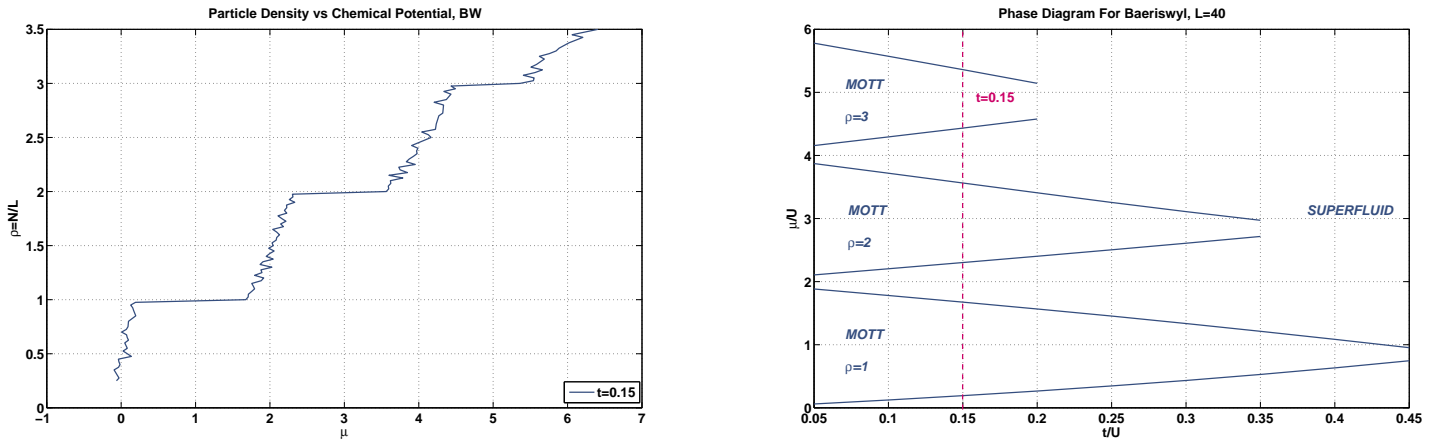 Particle Density vs Chemical Potential, BW
3.5
3
2.5
2
1.5
1
0.5
0
ρ=N/L
−1
0
1
2
3
4
5
6
7
μ
t=0.15
Phase Diagram For Baeriswyl, L=40
6
5
4
3
2
1
0
μ/U
MOTT
ρ=3
t=0.15
MOTT
ρ=2
SUPERFLUID
MOTT
ρ=1
0.05
0.1
0.15
0.2
0.25
0.3
0.35
0.4
0.45
t/U